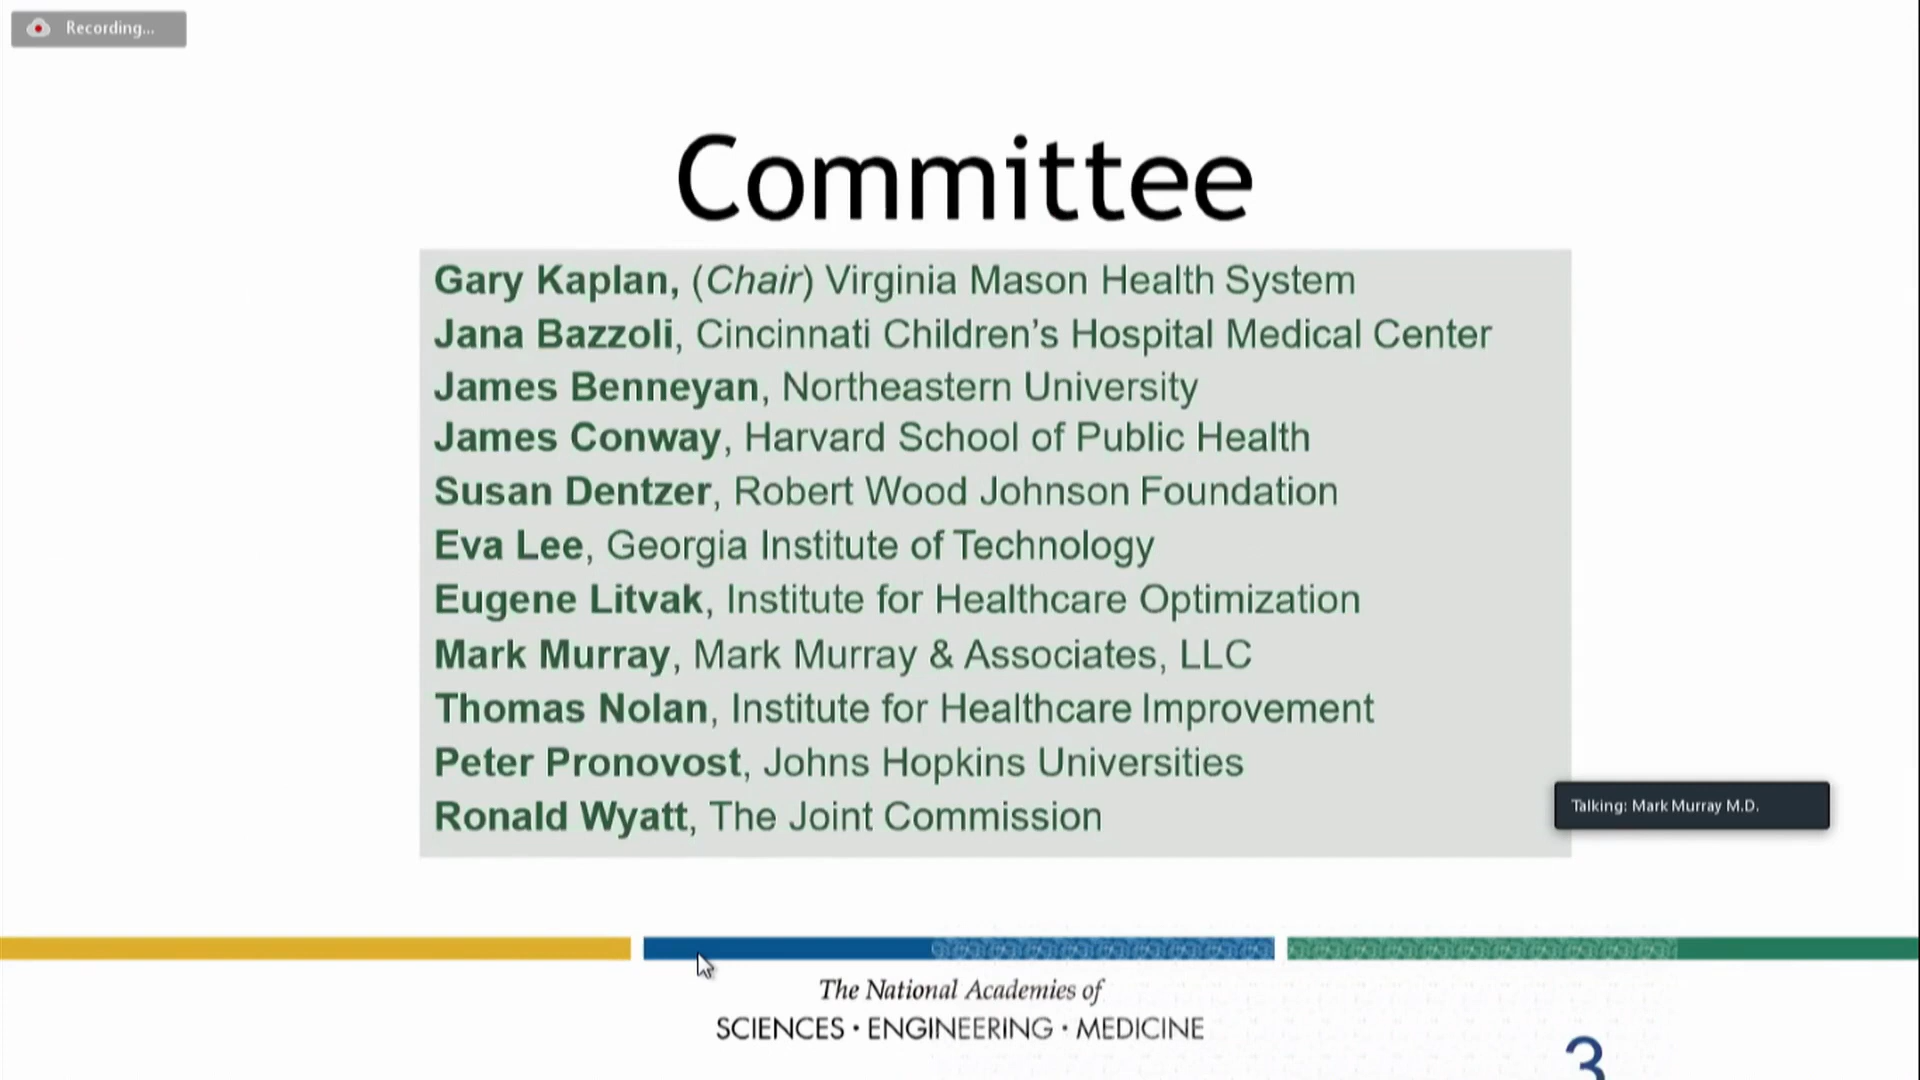 Recording...
Committee
Gary Kaplan, (Chair) Virginia Mason Health System
Jana Bazzoli, Cincinnati Children’s Hospital Medical Center
James Benneyan, Northeastern University
James Conway, Harvard School of Public Health
Susan Dentzer, Robert Wood Johnson Foundation
Eva Lee, Georgia Institute of Technology
Eugene Litvak, Institute for Healthcare Optimization
Mark Murray, Mark Murray & Associates, LLC
Thomas Nolan, Institute for Healthcare Improvement
Peter Pronovost, Johns Hopkins Universities
Ronald Wyatt, The Joint Commission
Talking: Mark Murray M.D.
The National Academies of
SCIENCES · ENGINEERING · MEDICINE
3